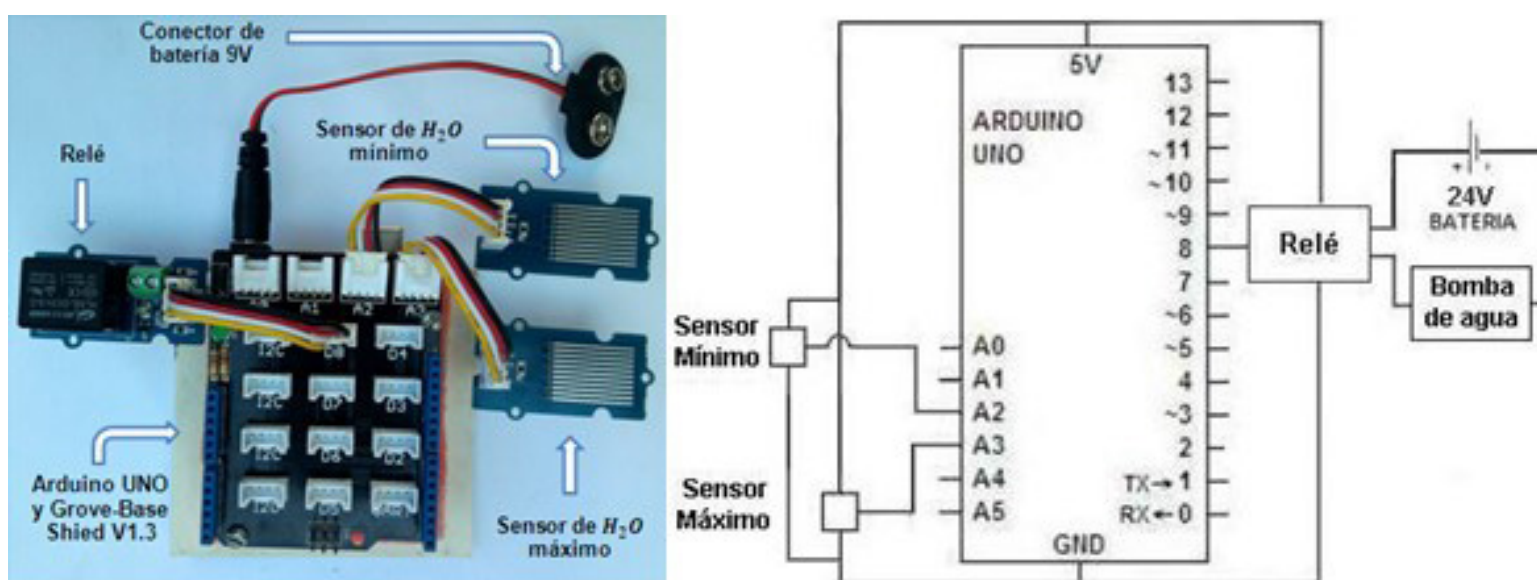 Conector de
batería 9V
Sensor de H₂O
mínimo
Relé
A1
A2
A3
I2C
D8
D4
I2C
D7
D3
I2C
D6
D2
I2C
Arduino UNO
y Grove-Base
Shied V1.3
Sensor de H₂O
máximo
5V
ARDUINO
UNO
13
12
~11
~10
~9
8
7
~6
~5
4
~3
2
TX→1
RX←0
A0
A1
A2
A3
A4
A5
GND
Sensor
Mínimo
Sensor
Máximo
Relé
+ -
24V
BATERIA
Bomba
de agua